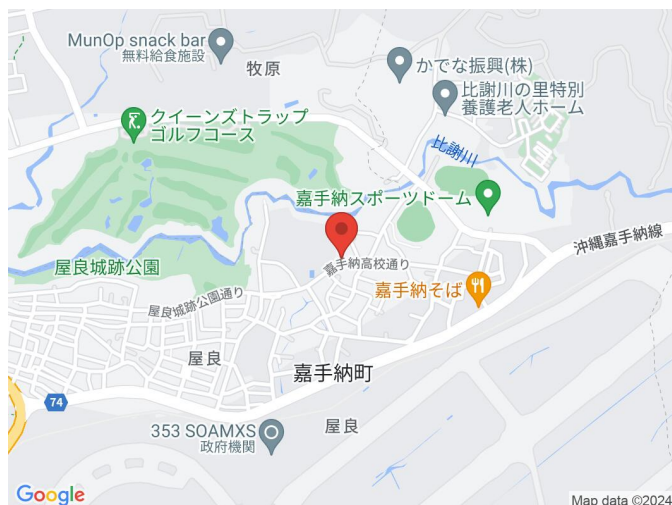 MunOp snack bar
無料給食施設
牧原
かでな振興(株)
比謝川の里特別
養護老人ホーム
クイーンズトラップ
ゴルフコース
比謝川
嘉手納スポーツドーム
沖縄嘉手納線
屋良城跡公園
嘉手納高校通り
嘉手納そば
屋良城跡公園通り
屋良
嘉手納町
74
屋良
353 SOAMXS
政府機関
Google
Map data ©2024